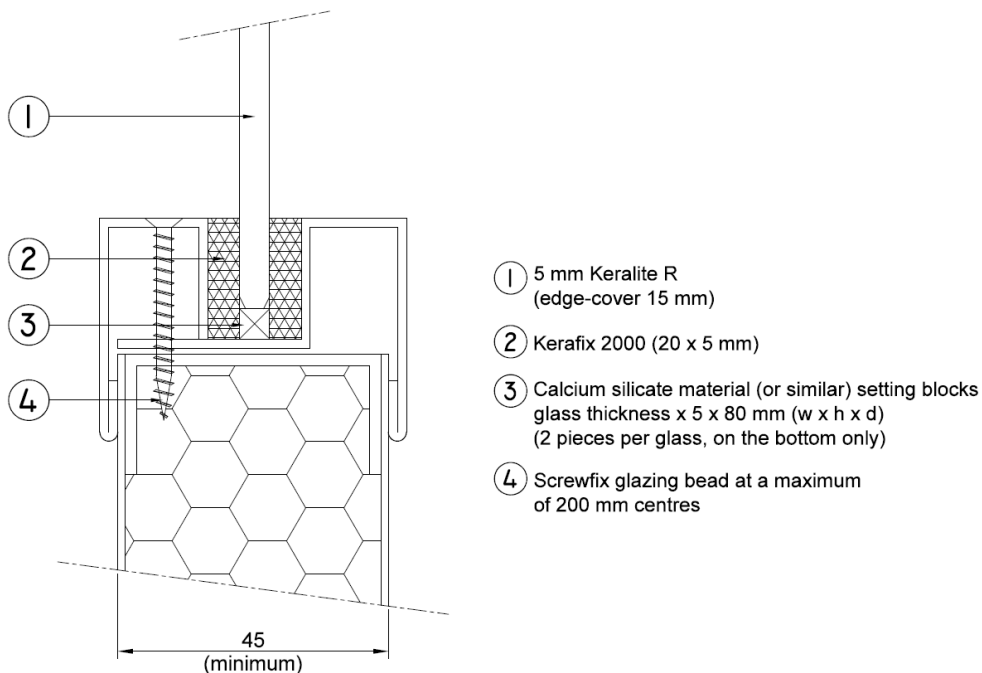 1
2
3
4
1 5 mm Keralite R
(edge-cover 15 mm)
2 Kerafix 2000 (20 x 5 mm)
3 Calcium silicate material (or similar) setting blocks
glass thickness x 5 x 80 mm (w x h x d)
(2 pieces per glass, on the bottom only)
4 Screwfix glazing bead at a maximum
of 200 mm centres
45
(minimum)